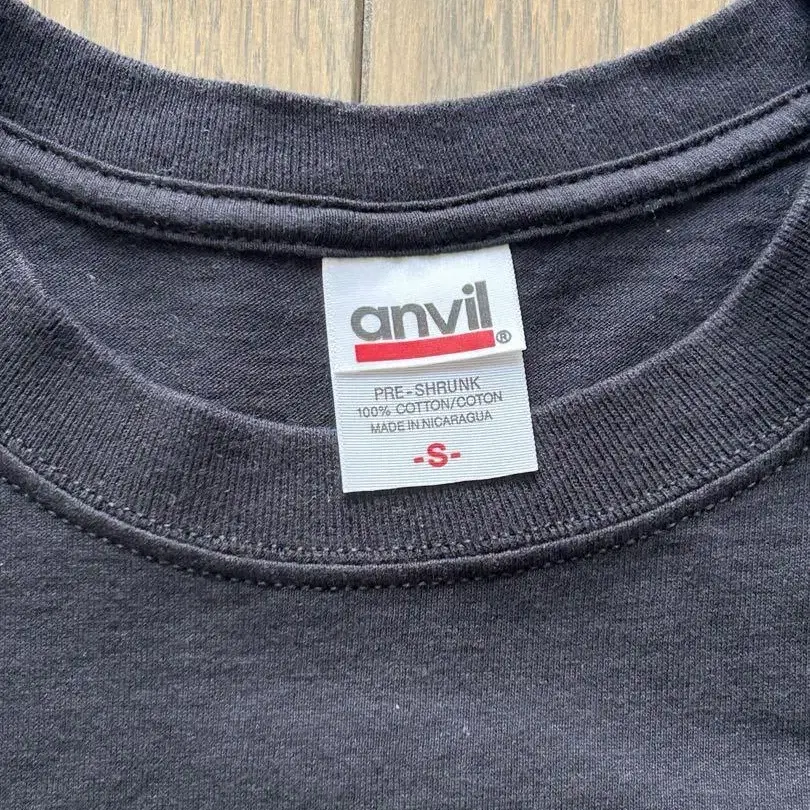 anvil®
PRE-SHRUNK
100% COTTON/COTON
MADE IN NICARAGUA
-S-